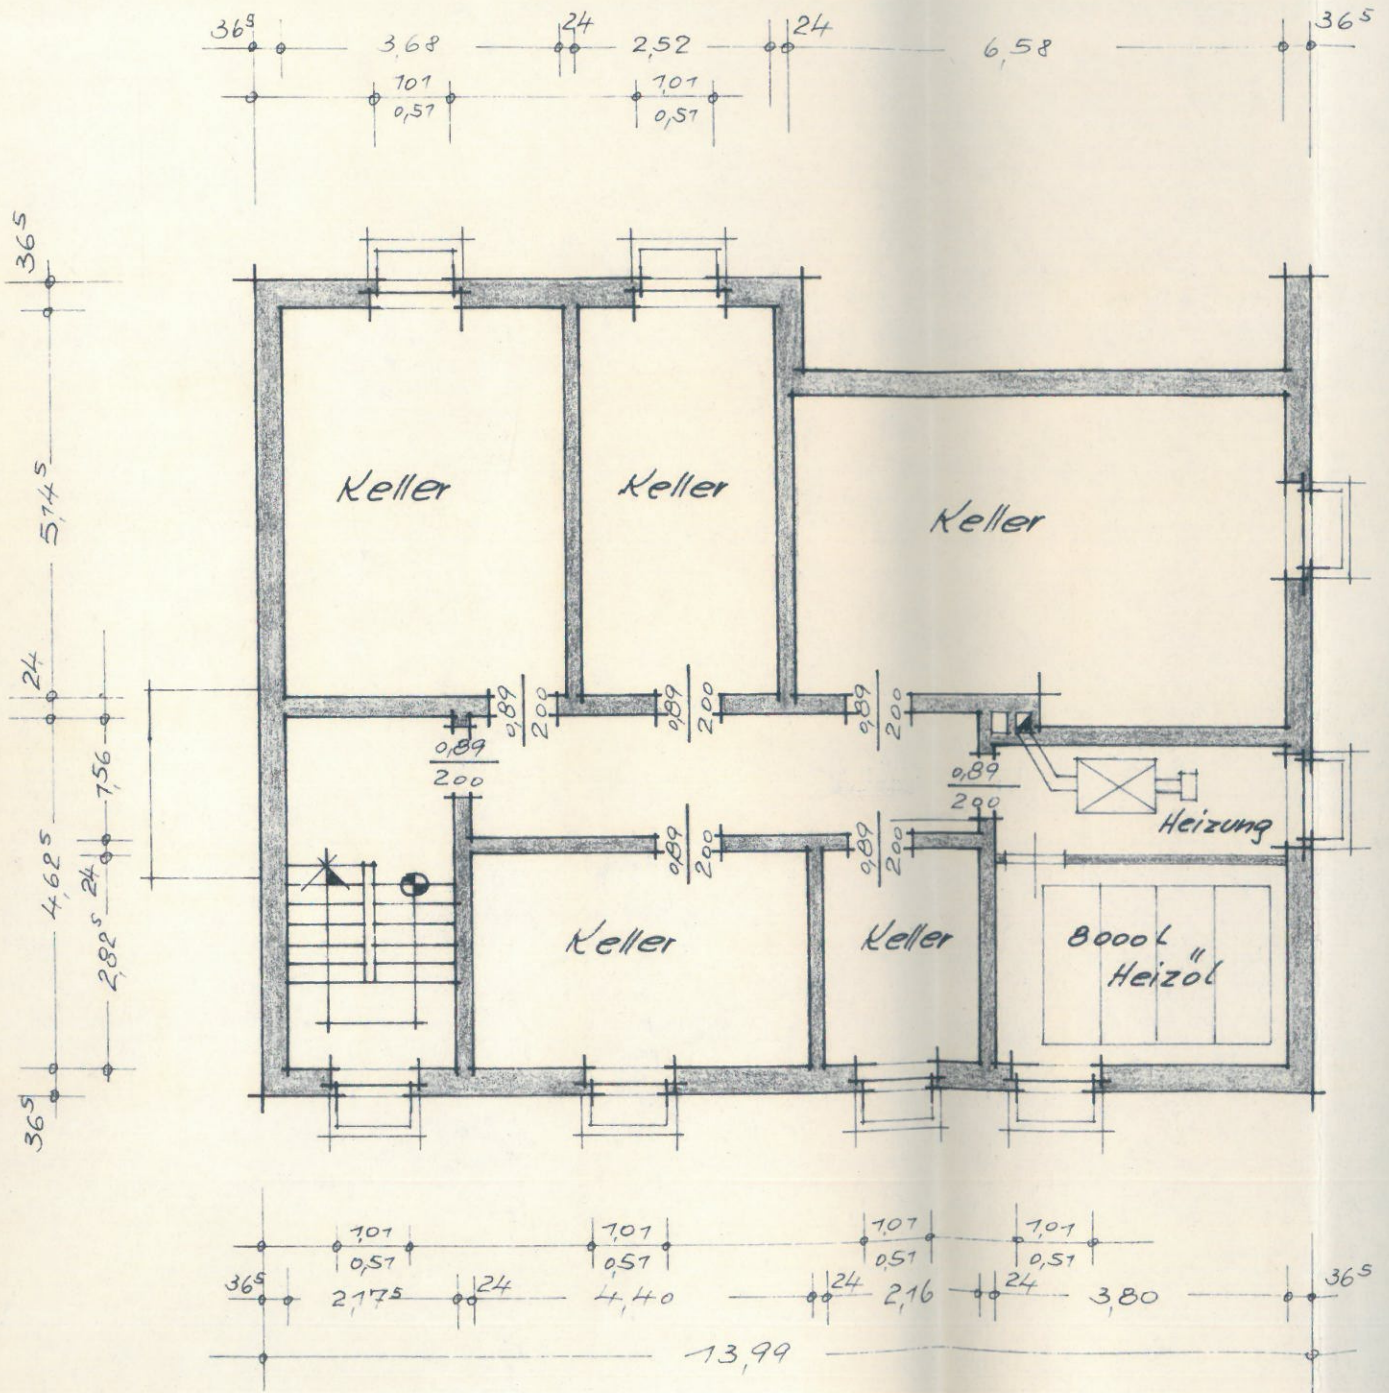 36⁵ 3,68 24 2,52 24 6,58 36⁵
1,01 1,01
0,51 0,51
36⁵
5,14⁵
24
4,62⁵
36⁵
1,56
24
2,82⁵
Keller Keller Keller
0,89 0,89 0,89
2,00 2,00 2,00
0,89
2,00
0,89
2,00
Heizung
0,89 0,89
2,00 2,00
Keller Keller
8000 l
Heizöl
1,01 1,01 1,01 1,01
0,51 0,51 0,51 0,51
36⁵ 2,17⁵ 24 4,40 24 2,16 24 3,80 36⁵
13,99